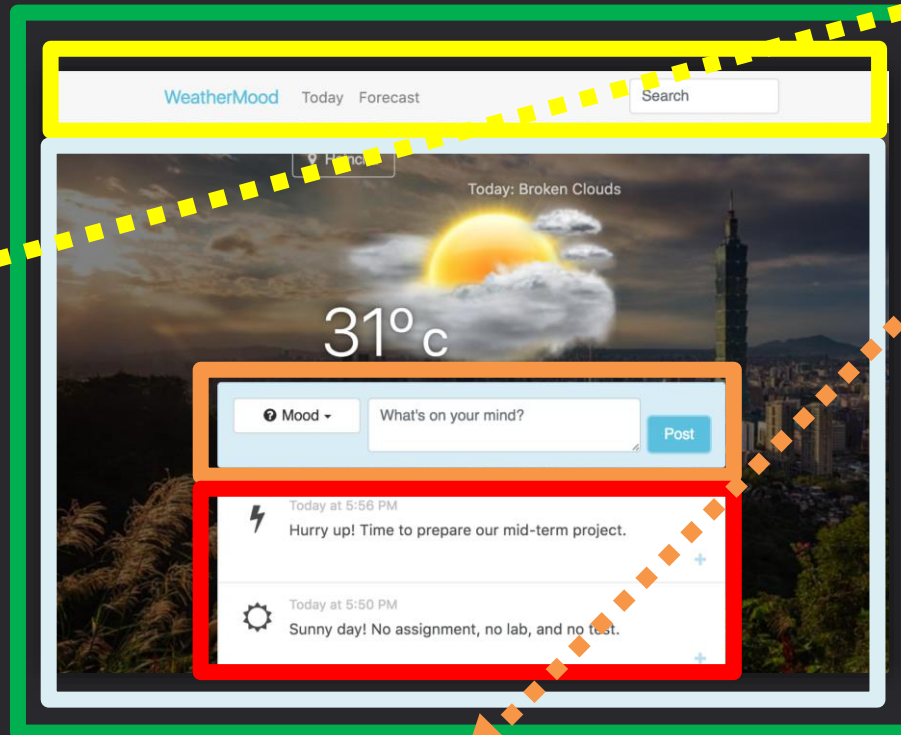 WeatherMood Today Forecast Search
Today: Broken Clouds
31° c
Mood What's on your mind? Post
Today at 5:56 PM
Hurry up! Time to prepare our mid-term project.
+
Today at 5:50 PM
Sunny day! No assignment, no lab, and no test.
+